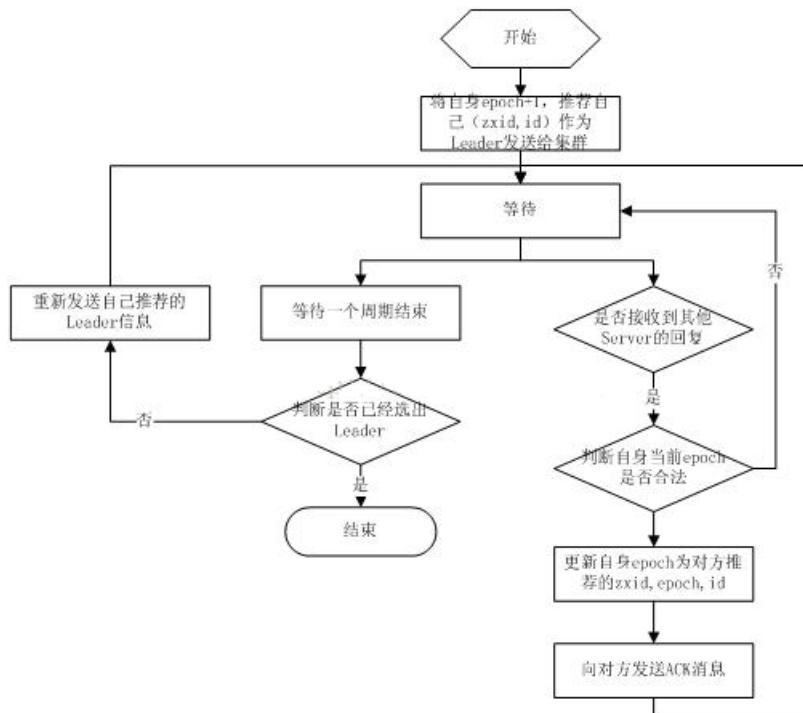 开始
将自身epoch+1, 推荐自
己（zxid,id）作为
Leader发送给集群
等待
否
重新发送自己推荐的
Leader信息
等待一个周期结束
是否接收到其他
Server的回复
否
判断是否已经选出
Leader
是
判断自身当前epoch
是否合法
是
结束
更新自身epoch为对方推
荐的zxid,epoch,id
向对方发送ACK消息